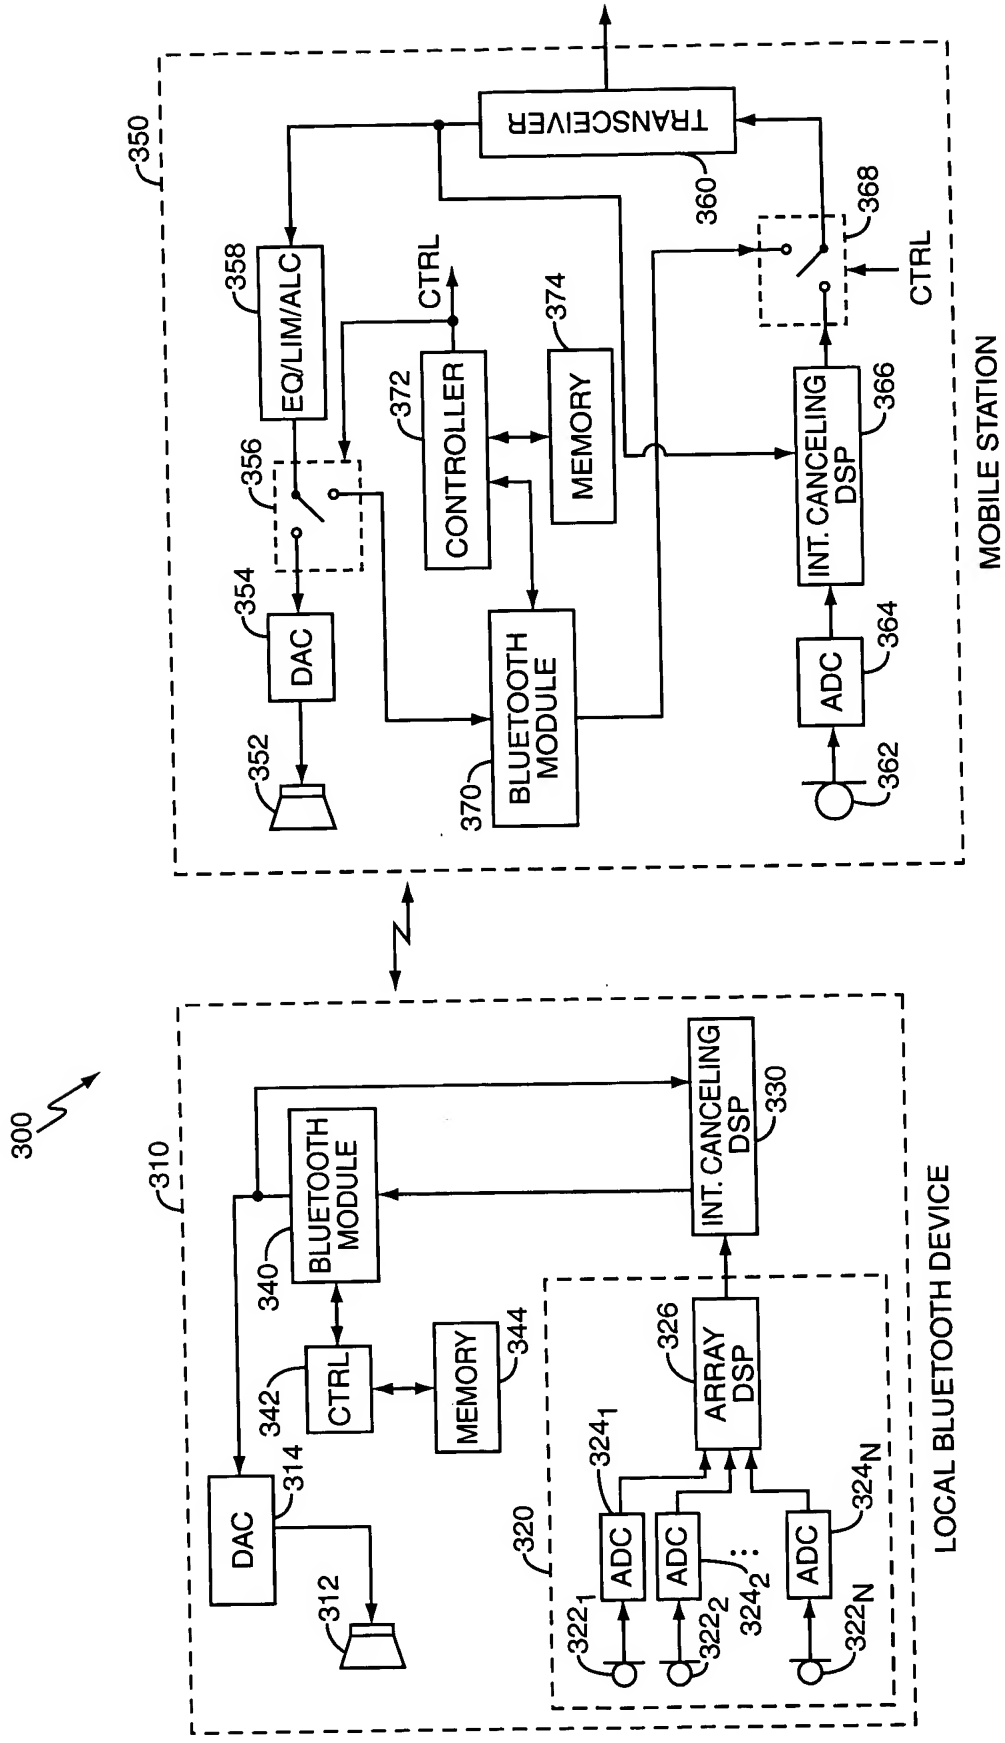 300
310
DAC
314
312
BLUETOOTH
MODULE
340
CTRL
342
MEMORY
344
320
322₁
ADC
324₁
322₂
ADC
324₂
...
322N
ADC
324N
ARRAY
DSP
326
INT. CANCELING
DSP
330
LOCAL BLUETOOTH DEVICE
350
352
DAC
354
356
EQ/LIM/ALC
358
CONTROLLER
372
CTRL
MEMORY
374
BLUETOOTH
MODULE
370
TRANSCEIVER
360
362
ADC
364
INT. CANCELING
DSP
366
368
CTRL
MOBILE STATION